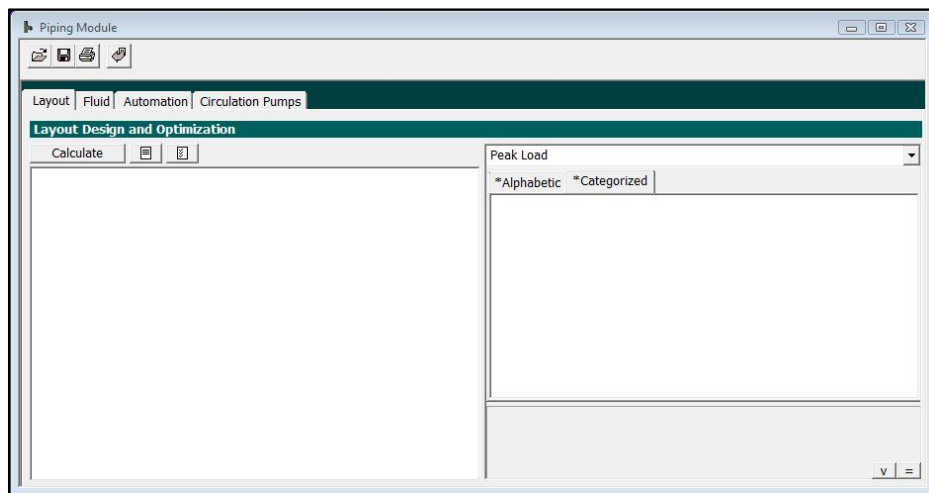 Piping Module
Layout Fluid Automation Circulation Pumps
Layout Design and Optimization
Calculate
Peak Load
*Alphabetic *Categorized
v =